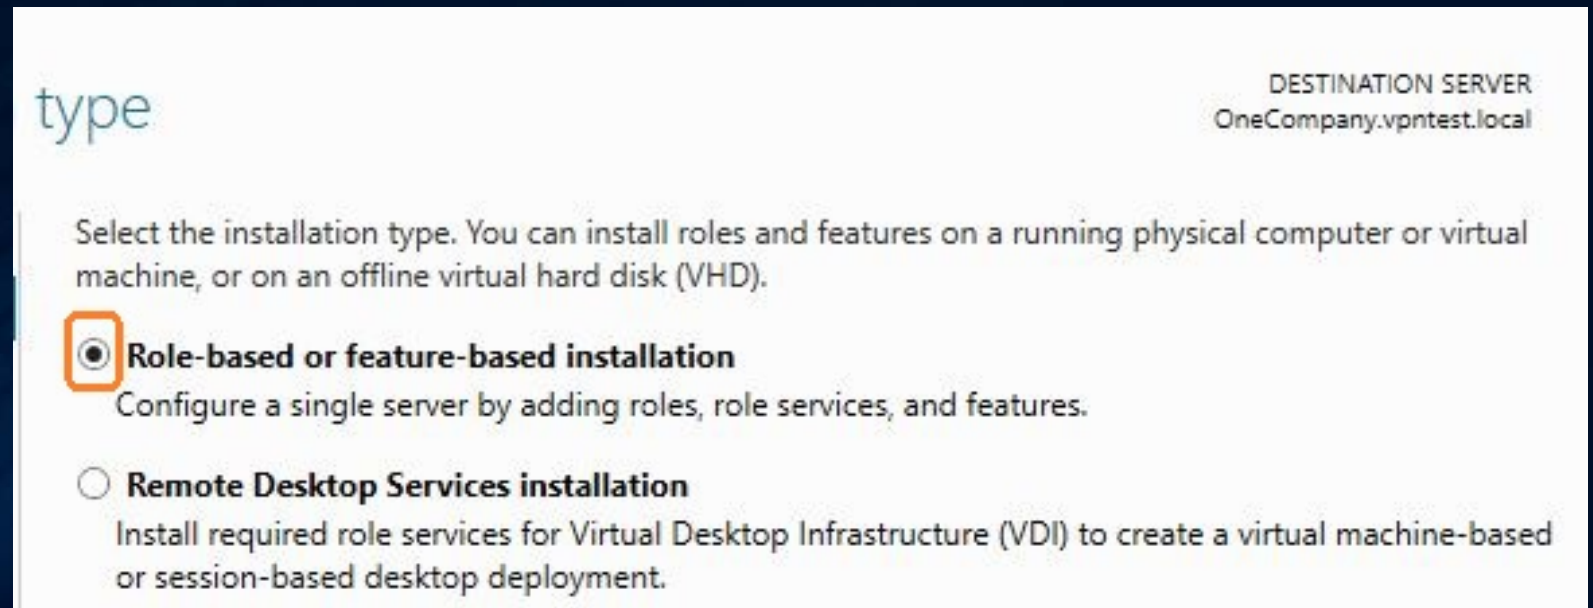 type
DESTINATION SERVER
OneCompany.vpntest.local
Select the installation type. You can install roles and features on a running physical computer or virtual
machine, or on an offline virtual hard disk (VHD).
Role-based or feature-based installation
Configure a single server by adding roles, role services, and features.
Remote Desktop Services installation
Install required role services for Virtual Desktop Infrastructure (VDI) to create a virtual machine-based
or session-based desktop deployment.